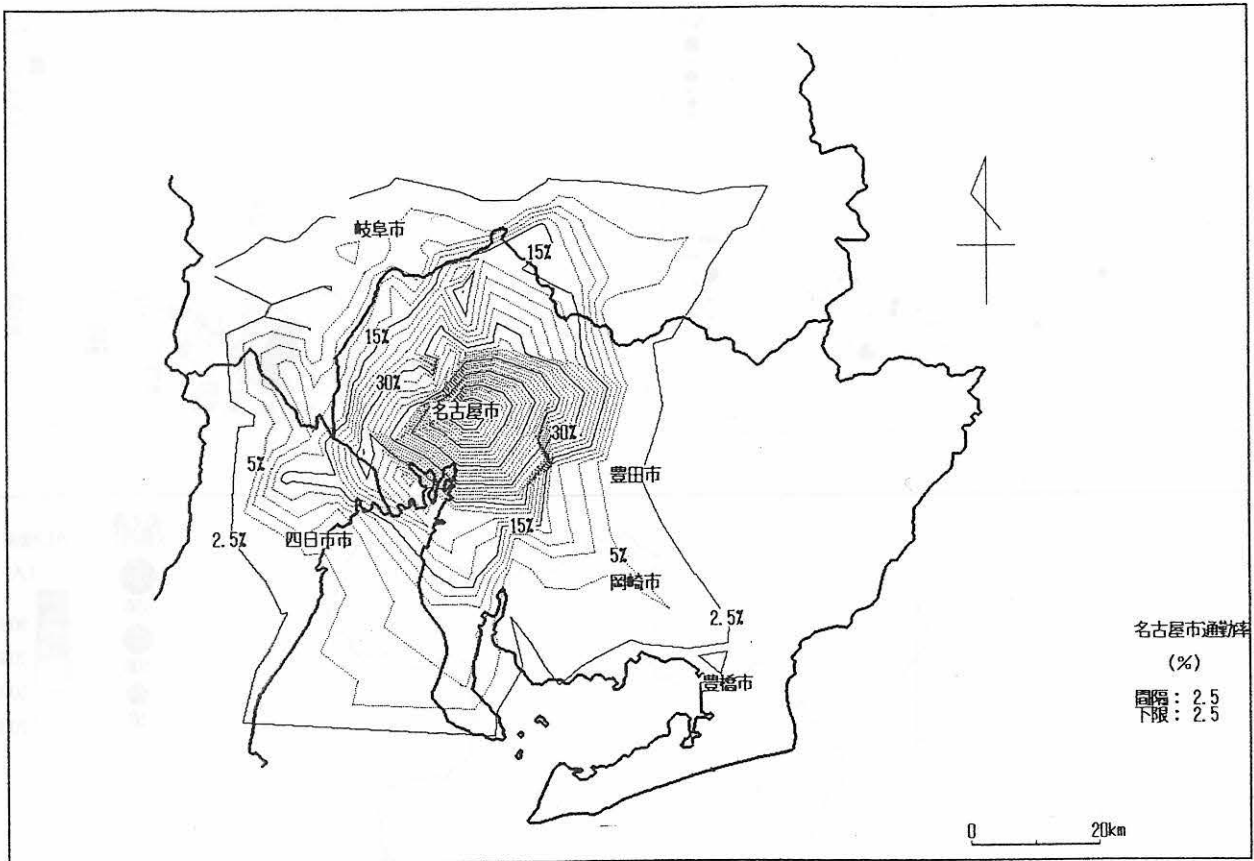 岐阜市
15%
15%
30%
名古屋市
30%
5%
豊田市
2.5%
四日市市
15%
5%
岡崎市
2.5%
豊橋市
名古屋市通勤率
(%)
間隔: 2.5
下限: 2.5
0 20km